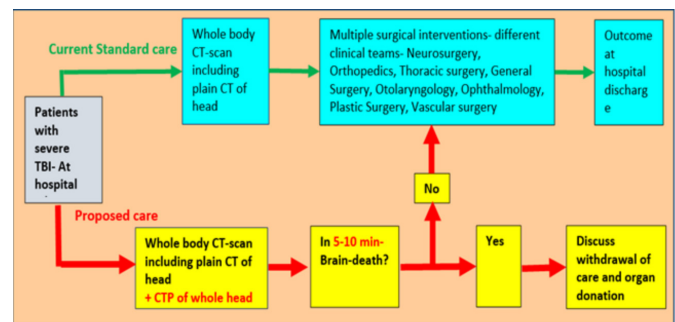 Current Standard care
Whole body
CT-scan
including
plain CT of
head
Multiple surgical interventions- different
clinical teams- Neurosurgery,
Orthopedics, Thoracic surgery, General
Surgery, Otolaryngology, Ophthalmology,
Plastic Surgery, Vascular surgery
Outcome
at
hospital
discharg
e
Patients
with
severe
TBI- At
hospital
No
Proposed care
Whole body CT-scan
including plain CT of
head
+ CTP of whole head
In 5-10 min-
Brain-death?
Yes
Discuss
withdrawal of
care and organ
donation